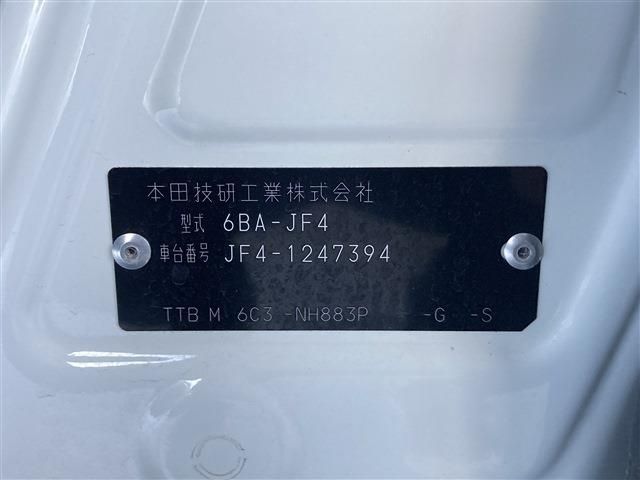 本田技研工業株式会社
型式 6BA-JF4
車台番号 JF4-1247394
TTB M 6C3 -NH883P -G -S